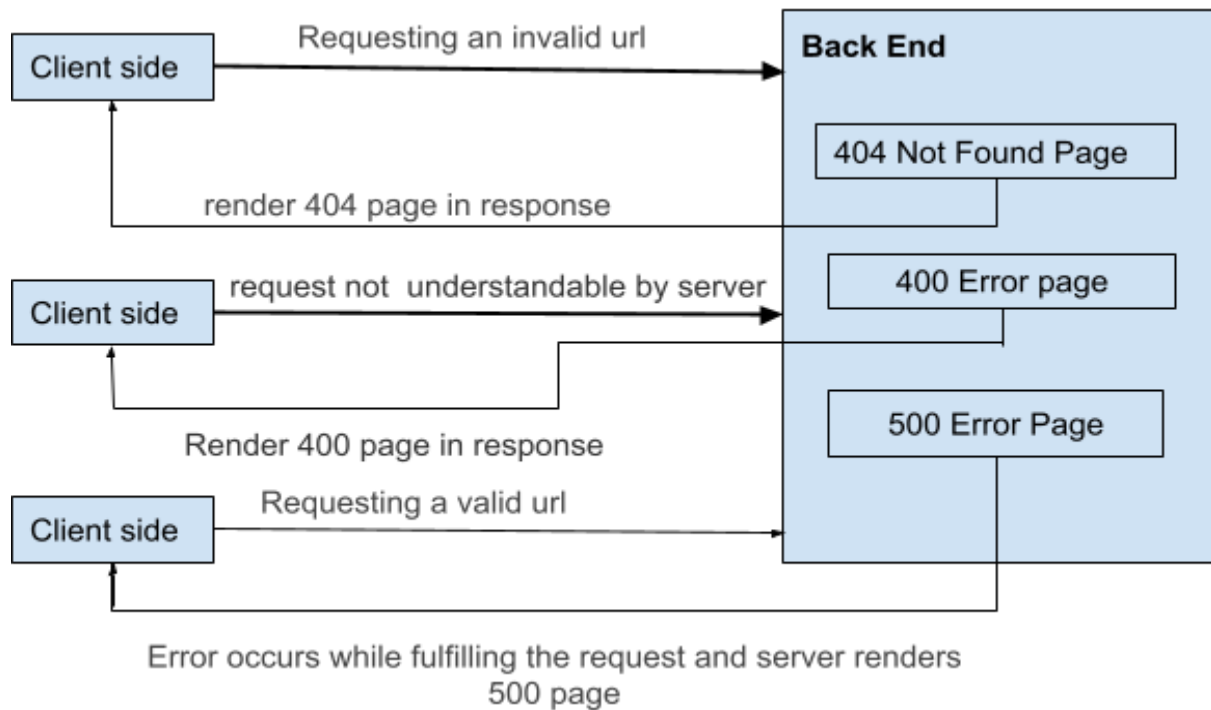 Requesting an invalid url
Back End
Client side
404 Not Found Page
render 404 page in response
request not  understandable by server
400 Error page
Client side
Render 400 page in response
500 Error Page
Requesting a valid url
Client side
Error occurs while fulfilling the request and server renders
500 page